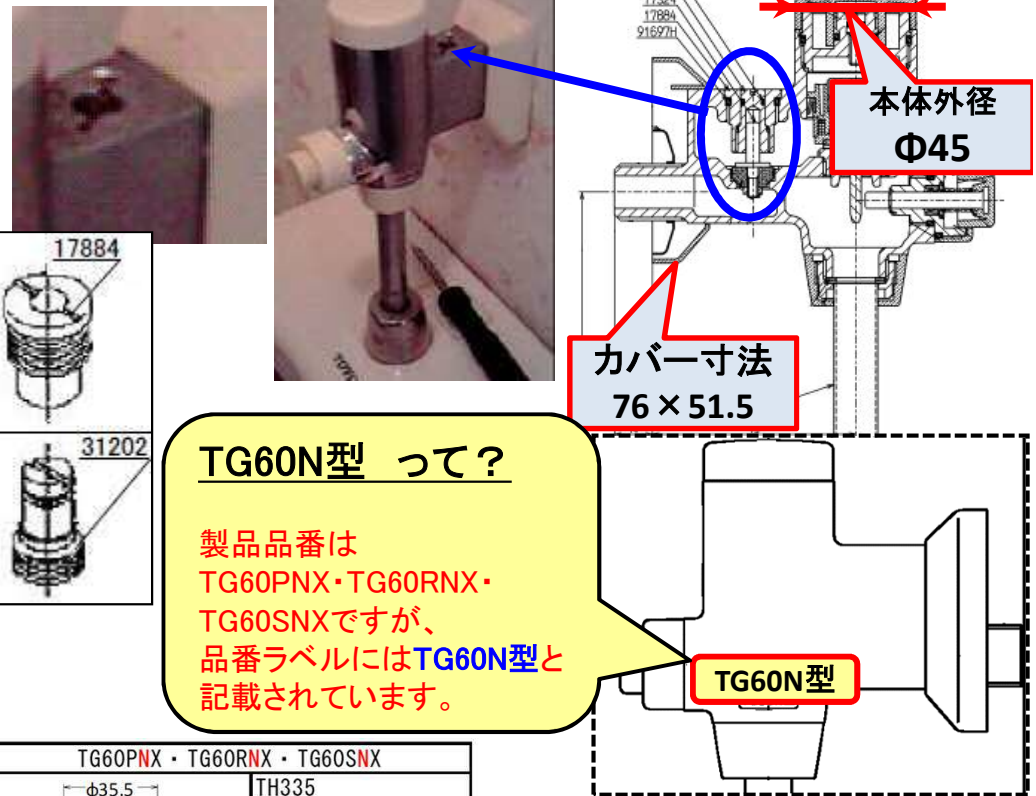 17884
91697H
本体外径
Φ45
17884
カバー寸法
76×51.5
31202
TG60N型 って？
製品品番は
TG60PNX・TG60RNX・
TG60SNXですが、
品番ラベルにはTG60N型と
記載されています。
TG60N型
TG60PNX・TG60RNX・TG60SNX
φ35.5
TH335